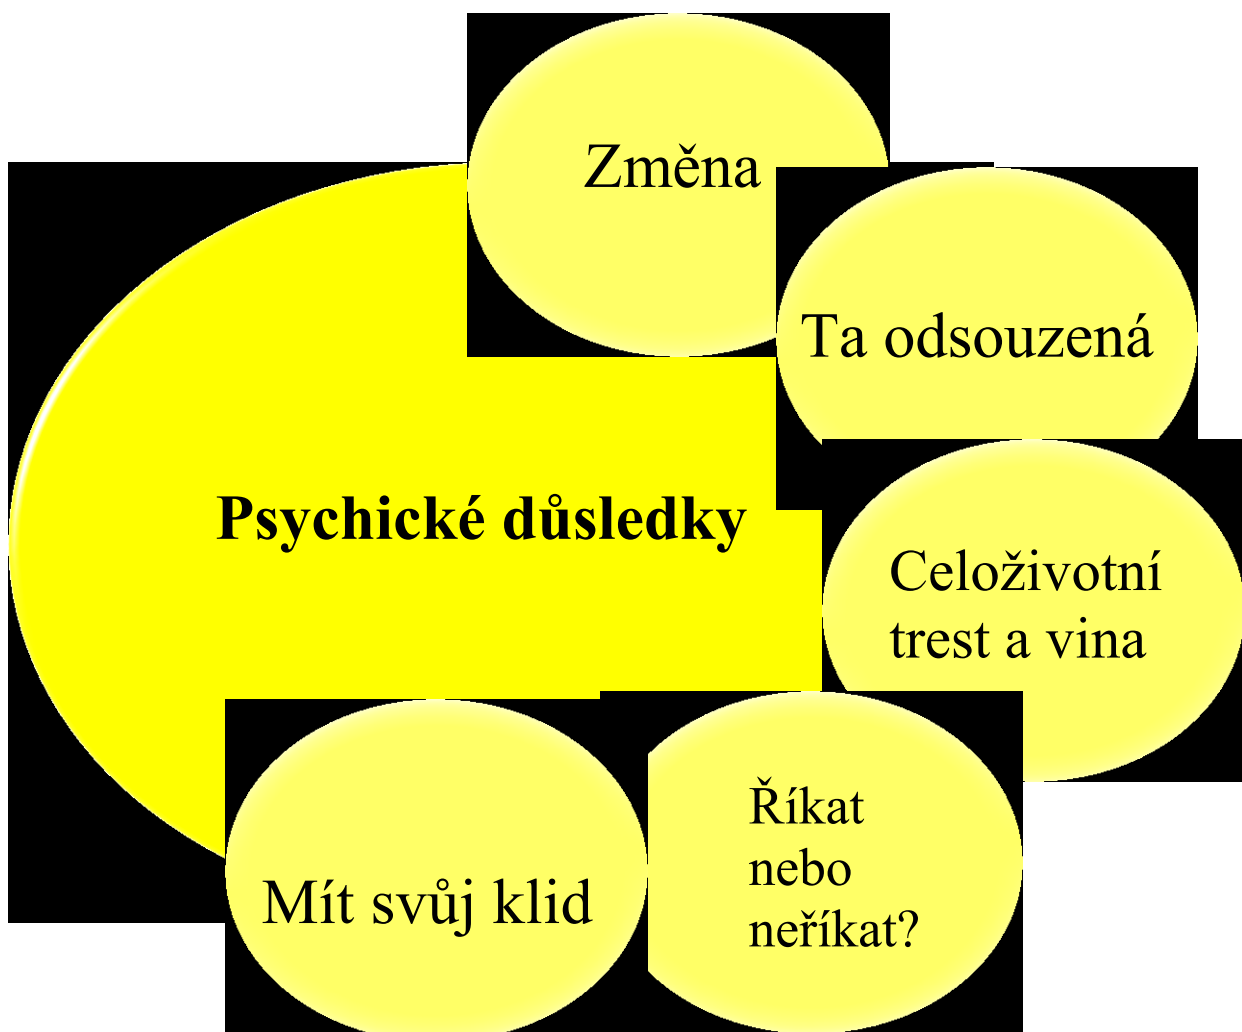 Změna
Ta odsouzená
Psychické důsledky
Celoživotní
trest a vina
Říkat
nebo
neříkat?
Mít svůj klid